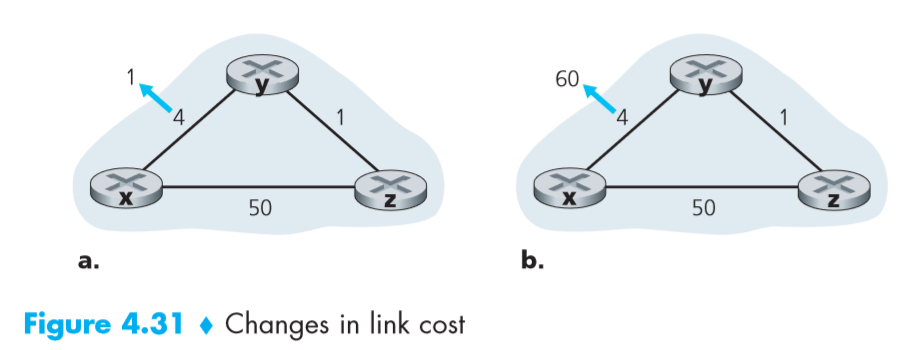 1
4
y
1
x
50
z
a.
60
4
y
1
x
50
z
b.
Figure 4.31 ♦ Changes in link cost